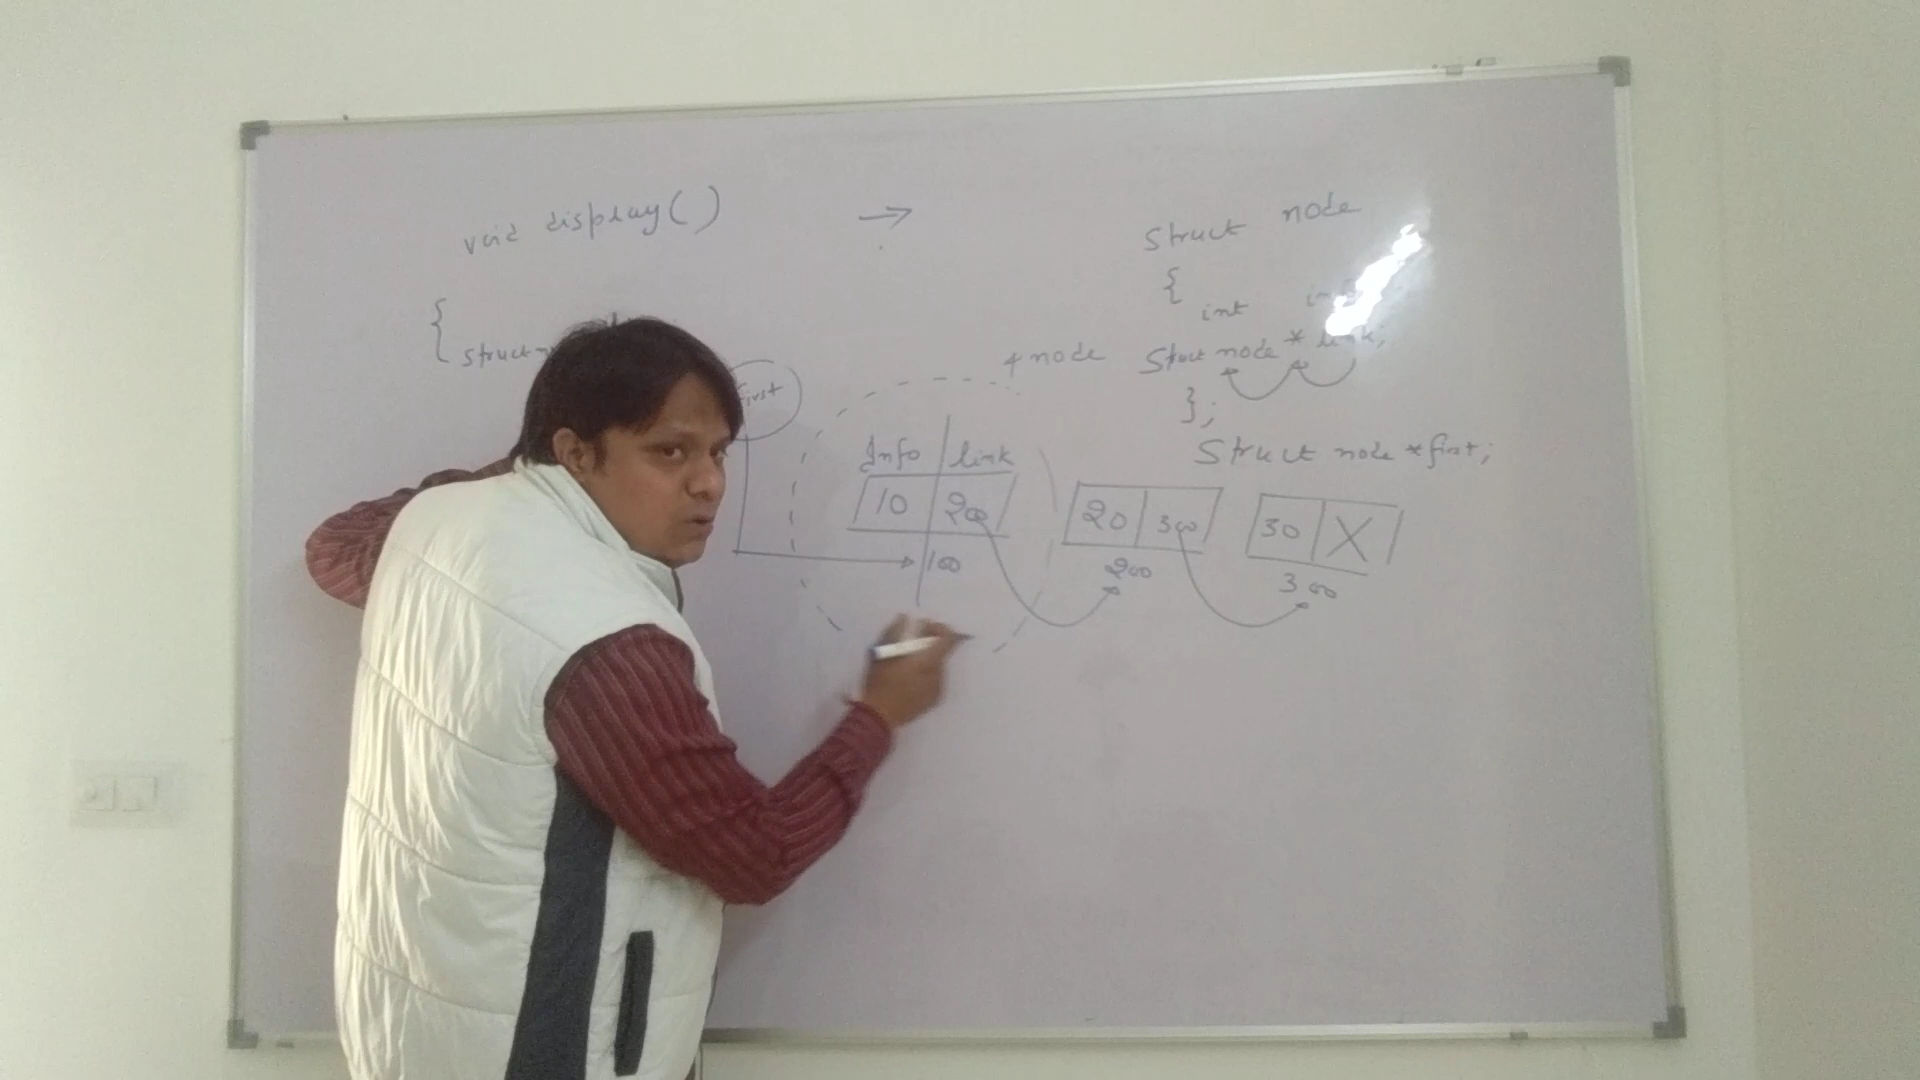 void display()
{
struct
first
Info link
10 200
100
struct node
{
int
4 node
Struct node * link;
};
Struct node *first;
20 300
200
30 X
300